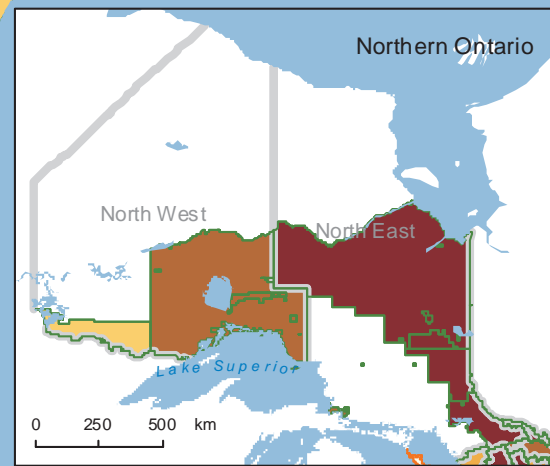 Northern Ontario
North West
North East
Lake Superior
0 250 500 km